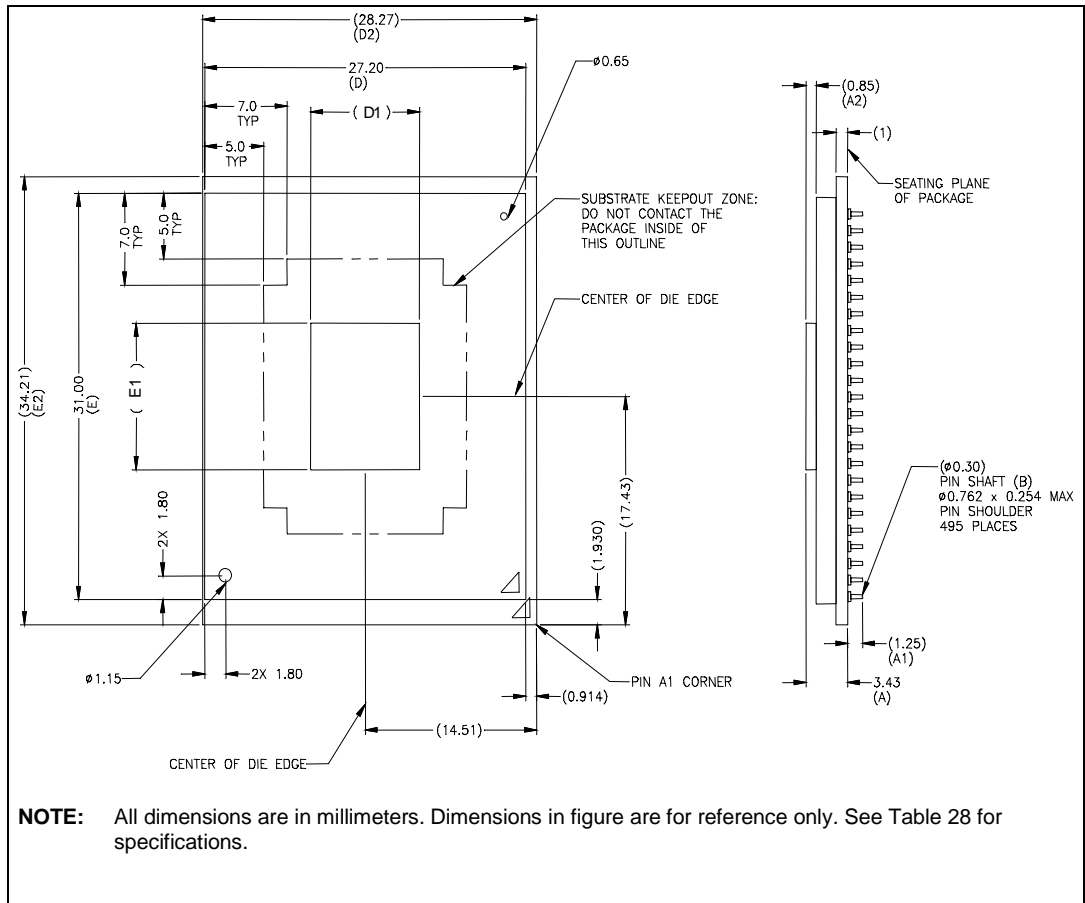 (28.27)
(D2)
27.20
(D)
ø0.65
7.0
TYP
( D1 )
5.0
TYP
(0.85)
(A2)
(1)
SEATING PLANE
OF PACKAGE
SUBSTRATE KEEPOUT ZONE:
DO NOT CONTACT THE
PACKAGE INSIDE OF
THIS OUTLINE
7.0
TYP
5.0
TYP
CENTER OF DIE EDGE
(34.21)
(E2)
31.00
(E)
( E1 )
(17.43)
(ø0.30)
PIN SHAFT (B)
ø0.762 x 0.254 MAX
PIN SHOULDER
495 PLACES
2X 1.80
(1.930)
(1.25)
(A1)
ø1.15
2X 1.80
PIN A1 CORNER
(0.914)
3.43
(A)
(14.51)
CENTER OF DIE EDGE
NOTE: All dimensions are in millimeters. Dimensions in figure are for reference only. See Table 28 for
specifications.